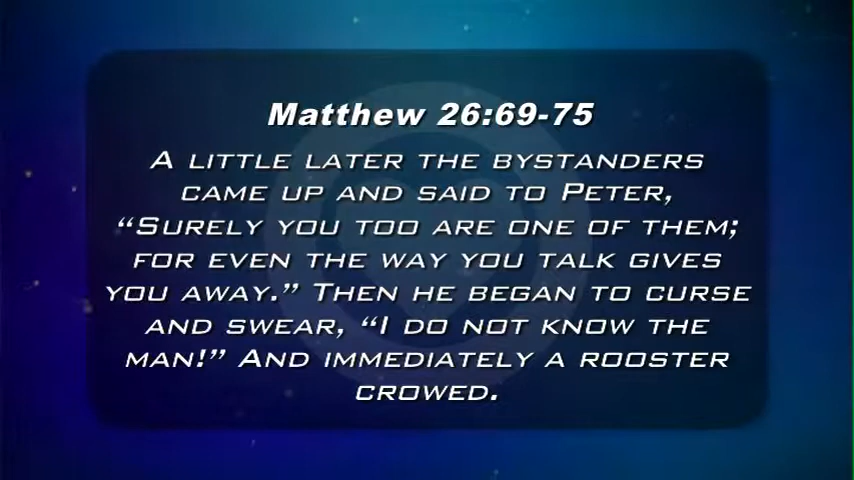 Matthew 26:69-75
A little later the bystanders
came up and said to Peter,
“Surely you too are one of them;
for even the way you talk gives
you away.” Then he began to curse
and swear, “I do not know the
man!” And immediately a rooster
crowed.